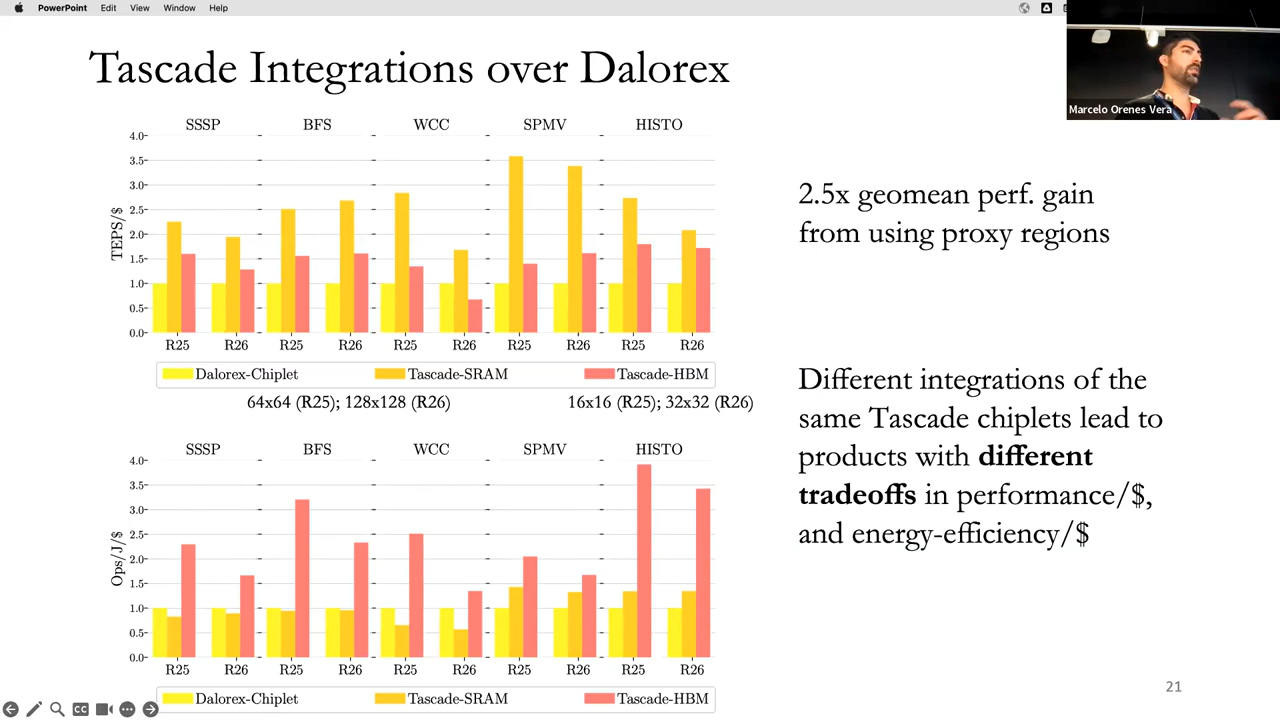 PowerPoint Edit View Window Help
Marcelo Orenes Vera
Tascade Integrations over Dalorex
SSSP BFS WCC SPMV HISTO
4.0
3.5
3.0
2.5
2.0
1.5
1.0
0.5
0.0
TEPS/$
R25 R26 R25 R26 R25 R26 R25 R26 R25 R26
Dalorex-Chiplet Tascade-SRAM Tascade-HBM
64x64 (R25); 128x128 (R26) 16x16 (R25); 32x32 (R26)
SSSP BFS WCC SPMV HISTO
4.0
3.5
3.0
2.5
2.0
1.5
1.0
0.5
0.0
Ops/J/$
R25 R26 R25 R26 R25 R26 R25 R26 R25 R26
Dalorex-Chiplet Tascade-SRAM Tascade-HBM
2.5x geomean perf. gain
from using proxy regions
Different integrations of the
same Tascade chiplets lead to
products with different
tradeoffs in performance/$,
and energy-efficiency/$
21
CC